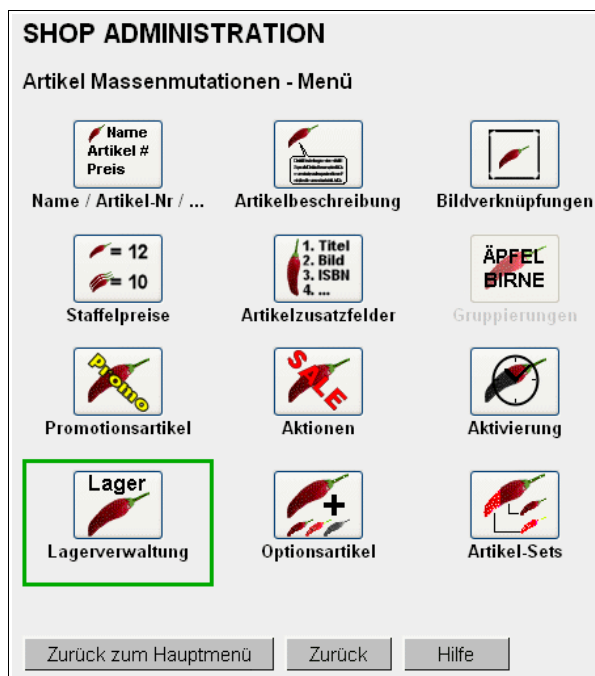 SHOP ADMINISTRATION
Artikel Massenmutationen - Menü
Name
Artikel #
Preis
Name / Artikel-Nr / ...
Artikelbeschreibung
Bildverknüpfungen
= 12
= 10
Staffelpreise
1. Titel
2. Bild
3. ISBN
4. ...
Artikelzusatzfelder
ÄPFEL
BIRNE
Gruppierungen
Promo
Promotionsartikel
SALE
Aktionen
Aktivierung
Lager
Lagerverwaltung
+
Optionsartikel
Artikel-Sets
Zurück zum Hauptmenü
Zurück
Hilfe